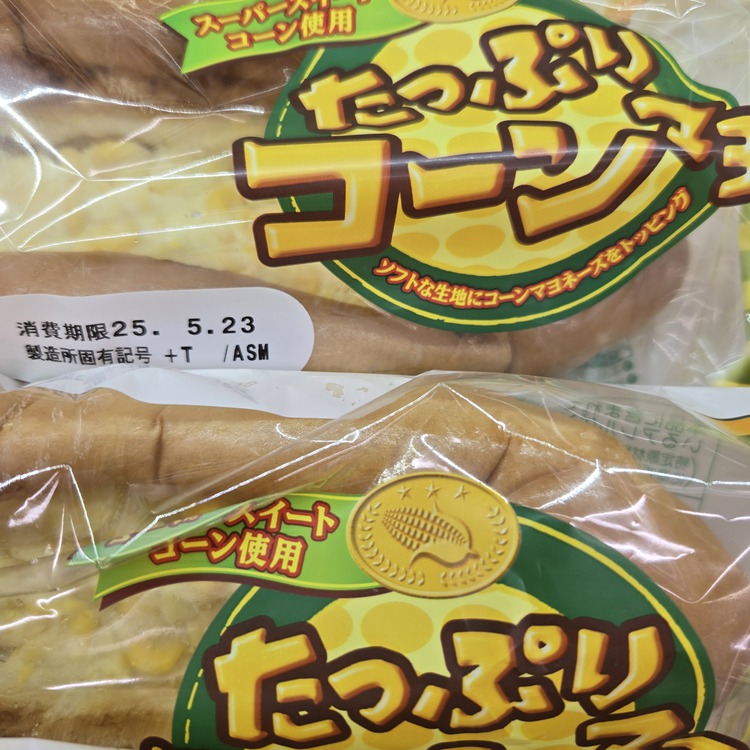 スーパースイート
コーン使用
たっぷり
コーンマヨ
ソフトな生地にコーンマヨネーズをトッピング
消費期限25. 5.23
製造所固有記号 +T /ASM
スイート
コーン使用
たっぷり